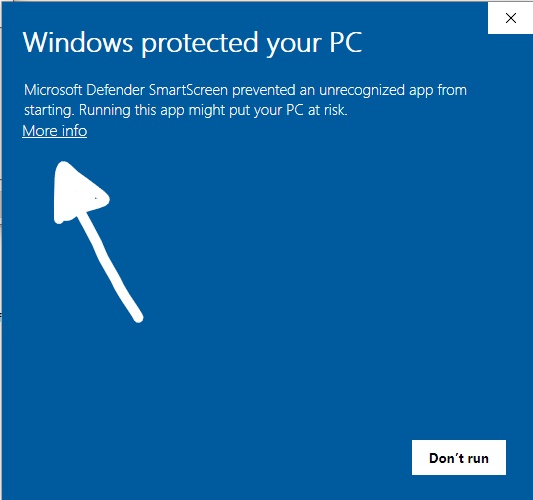 Windows protected your PC
Microsoft Defender SmartScreen prevented an unrecognized app from
starting. Running this app might put your PC at risk.
More info
Don't run